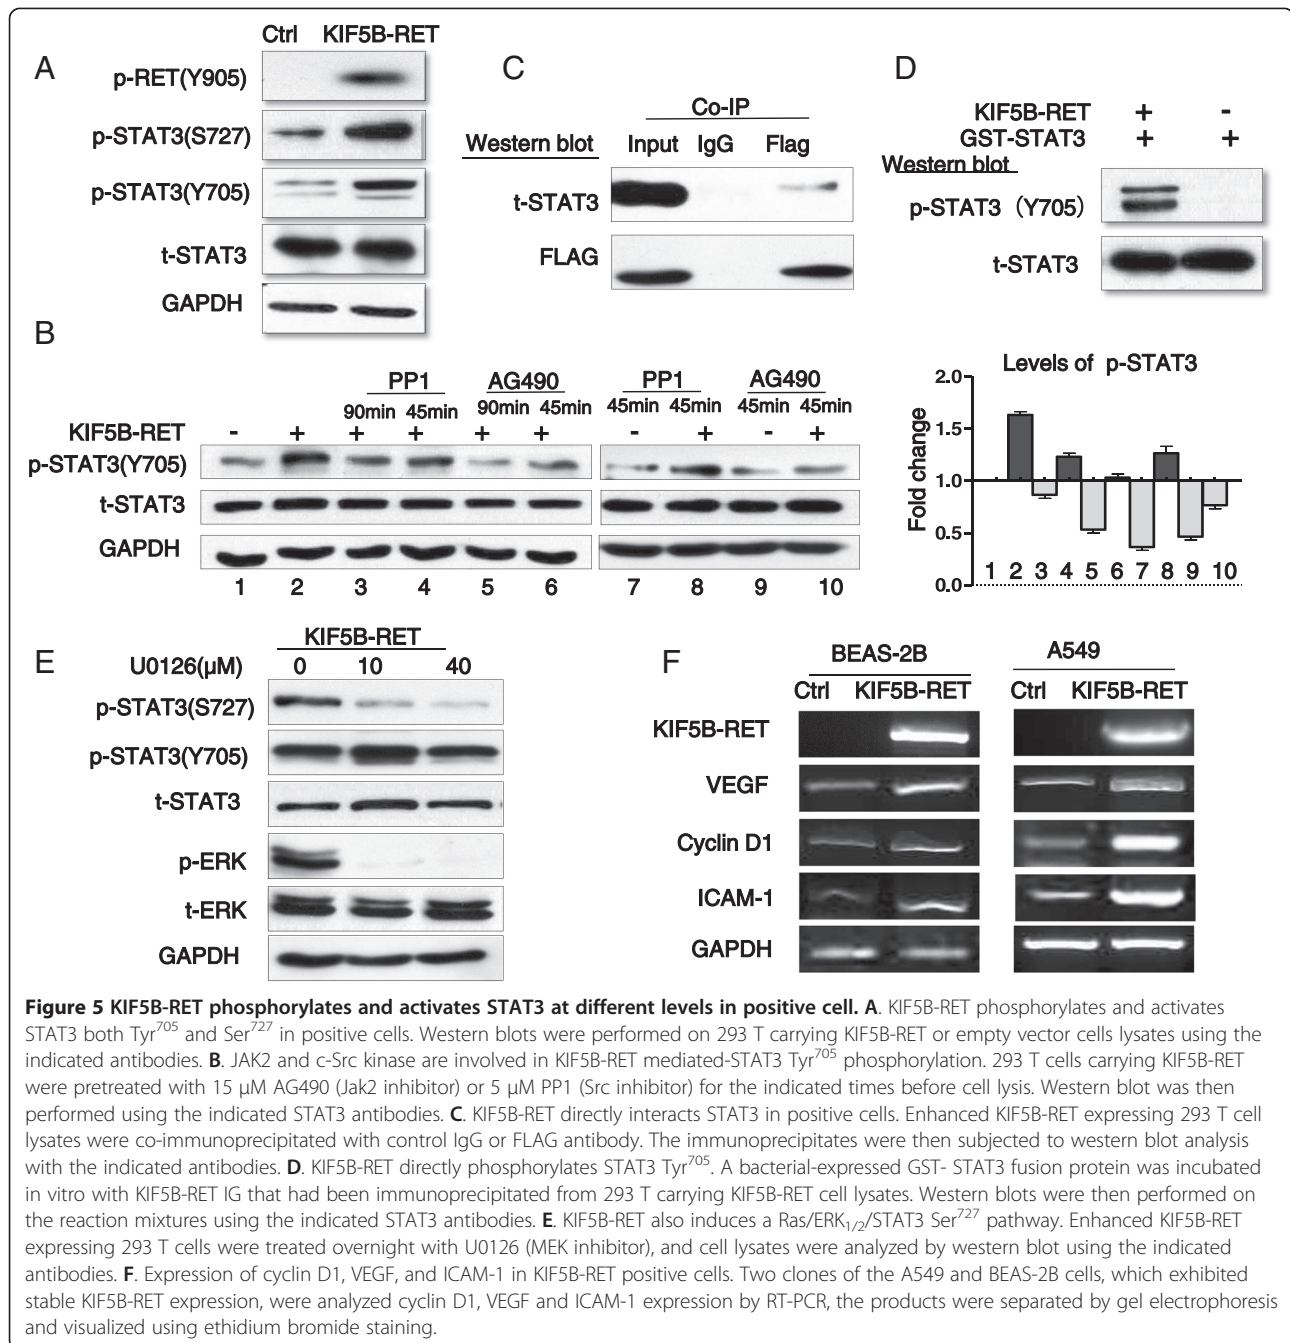 A
Ctrl KIF5B-RET
p-RET(Y905)
p-STAT3(S727)
p-STAT3(Y705)
t-STAT3
GAPDH
C
Co-IP
Western blot Input IgG Flag
t-STAT3
FLAG
D
KIF5B-RET + -
GST-STAT3 + +
Western blot
p-STAT3 (Y705)
t-STAT3
B
PP1 AG490 PP1 AG490
90min 45min 90min 45min 45min 45min 45min 45min
KIF5B-RET - + + + + + - + - +
p-STAT3(Y705)
t-STAT3
GAPDH
1 2 3 4 5 6 7 8 9 10
Levels of p-STAT3
Fold change
2.0
1.5
1.0
0.5
0.0
1 2 3 4 5 6 7 8 9 10
E
KIF5B-RET
U0126(μM) 0 10 40
p-STAT3(S727)
p-STAT3(Y705)
t-STAT3
p-ERK
t-ERK
GAPDH
F
BEAS-2B A549
Ctrl KIF5B-RET Ctrl KIF5B-RET
KIF5B-RET
VEGF
Cyclin D1
ICAM-1
GAPDH
Figure 5 KIF5B-RET phosphorylates and activates STAT3 at different levels in positive cell. A. KIF5B-RET phosphorylates and activates
STAT3 both Tyr705 and Ser727 in positive cells. Western blots were performed on 293 T carrying KIF5B-RET or empty vector cells lysates using the
indicated antibodies. B. JAK2 and c-Src kinase are involved in KIF5B-RET mediated-STAT3 Tyr705 phosphorylation. 293 T cells carrying KIF5B-RET
were pretreated with 15 μM AG490 (Jak2 inhibitor) or 5 μM PP1 (Src inhibitor) for the indicated times before cell lysis. Western blot was then
performed using the indicated STAT3 antibodies. C. KIF5B-RET directly interacts STAT3 in positive cells. Enhanced KIF5B-RET expressing 293 T cell
lysates were co-immunoprecipitated with control IgG or FLAG antibody. The immunoprecipitates were then subjected to western blot analysis
with the indicated antibodies. D. KIF5B-RET directly phosphorylates STAT3 Tyr705. A bacterial-expressed GST- STAT3 fusion protein was incubated
in vitro with KIF5B-RET IG that had been immunoprecipitated from 293 T carrying KIF5B-RET cell lysates. Western blots were then performed on
the reaction mixtures using the indicated STAT3 antibodies. E. KIF5B-RET also induces a Ras/ERK1/2/STAT3 Ser727 pathway. Enhanced KIF5B-RET
expressing 293 T cells were treated overnight with U0126 (MEK inhibitor), and cell lysates were analyzed by western blot using the indicated
antibodies. F. Expression of cyclin D1, VEGF, and ICAM-1 in KIF5B-RET positive cells. Two clones of the A549 and BEAS-2B cells, which exhibited
stable KIF5B-RET expression, were analyzed cyclin D1, VEGF and ICAM-1 expression by RT-PCR, the products were separated by gel electrophoresis
and visualized using ethidium bromide staining.